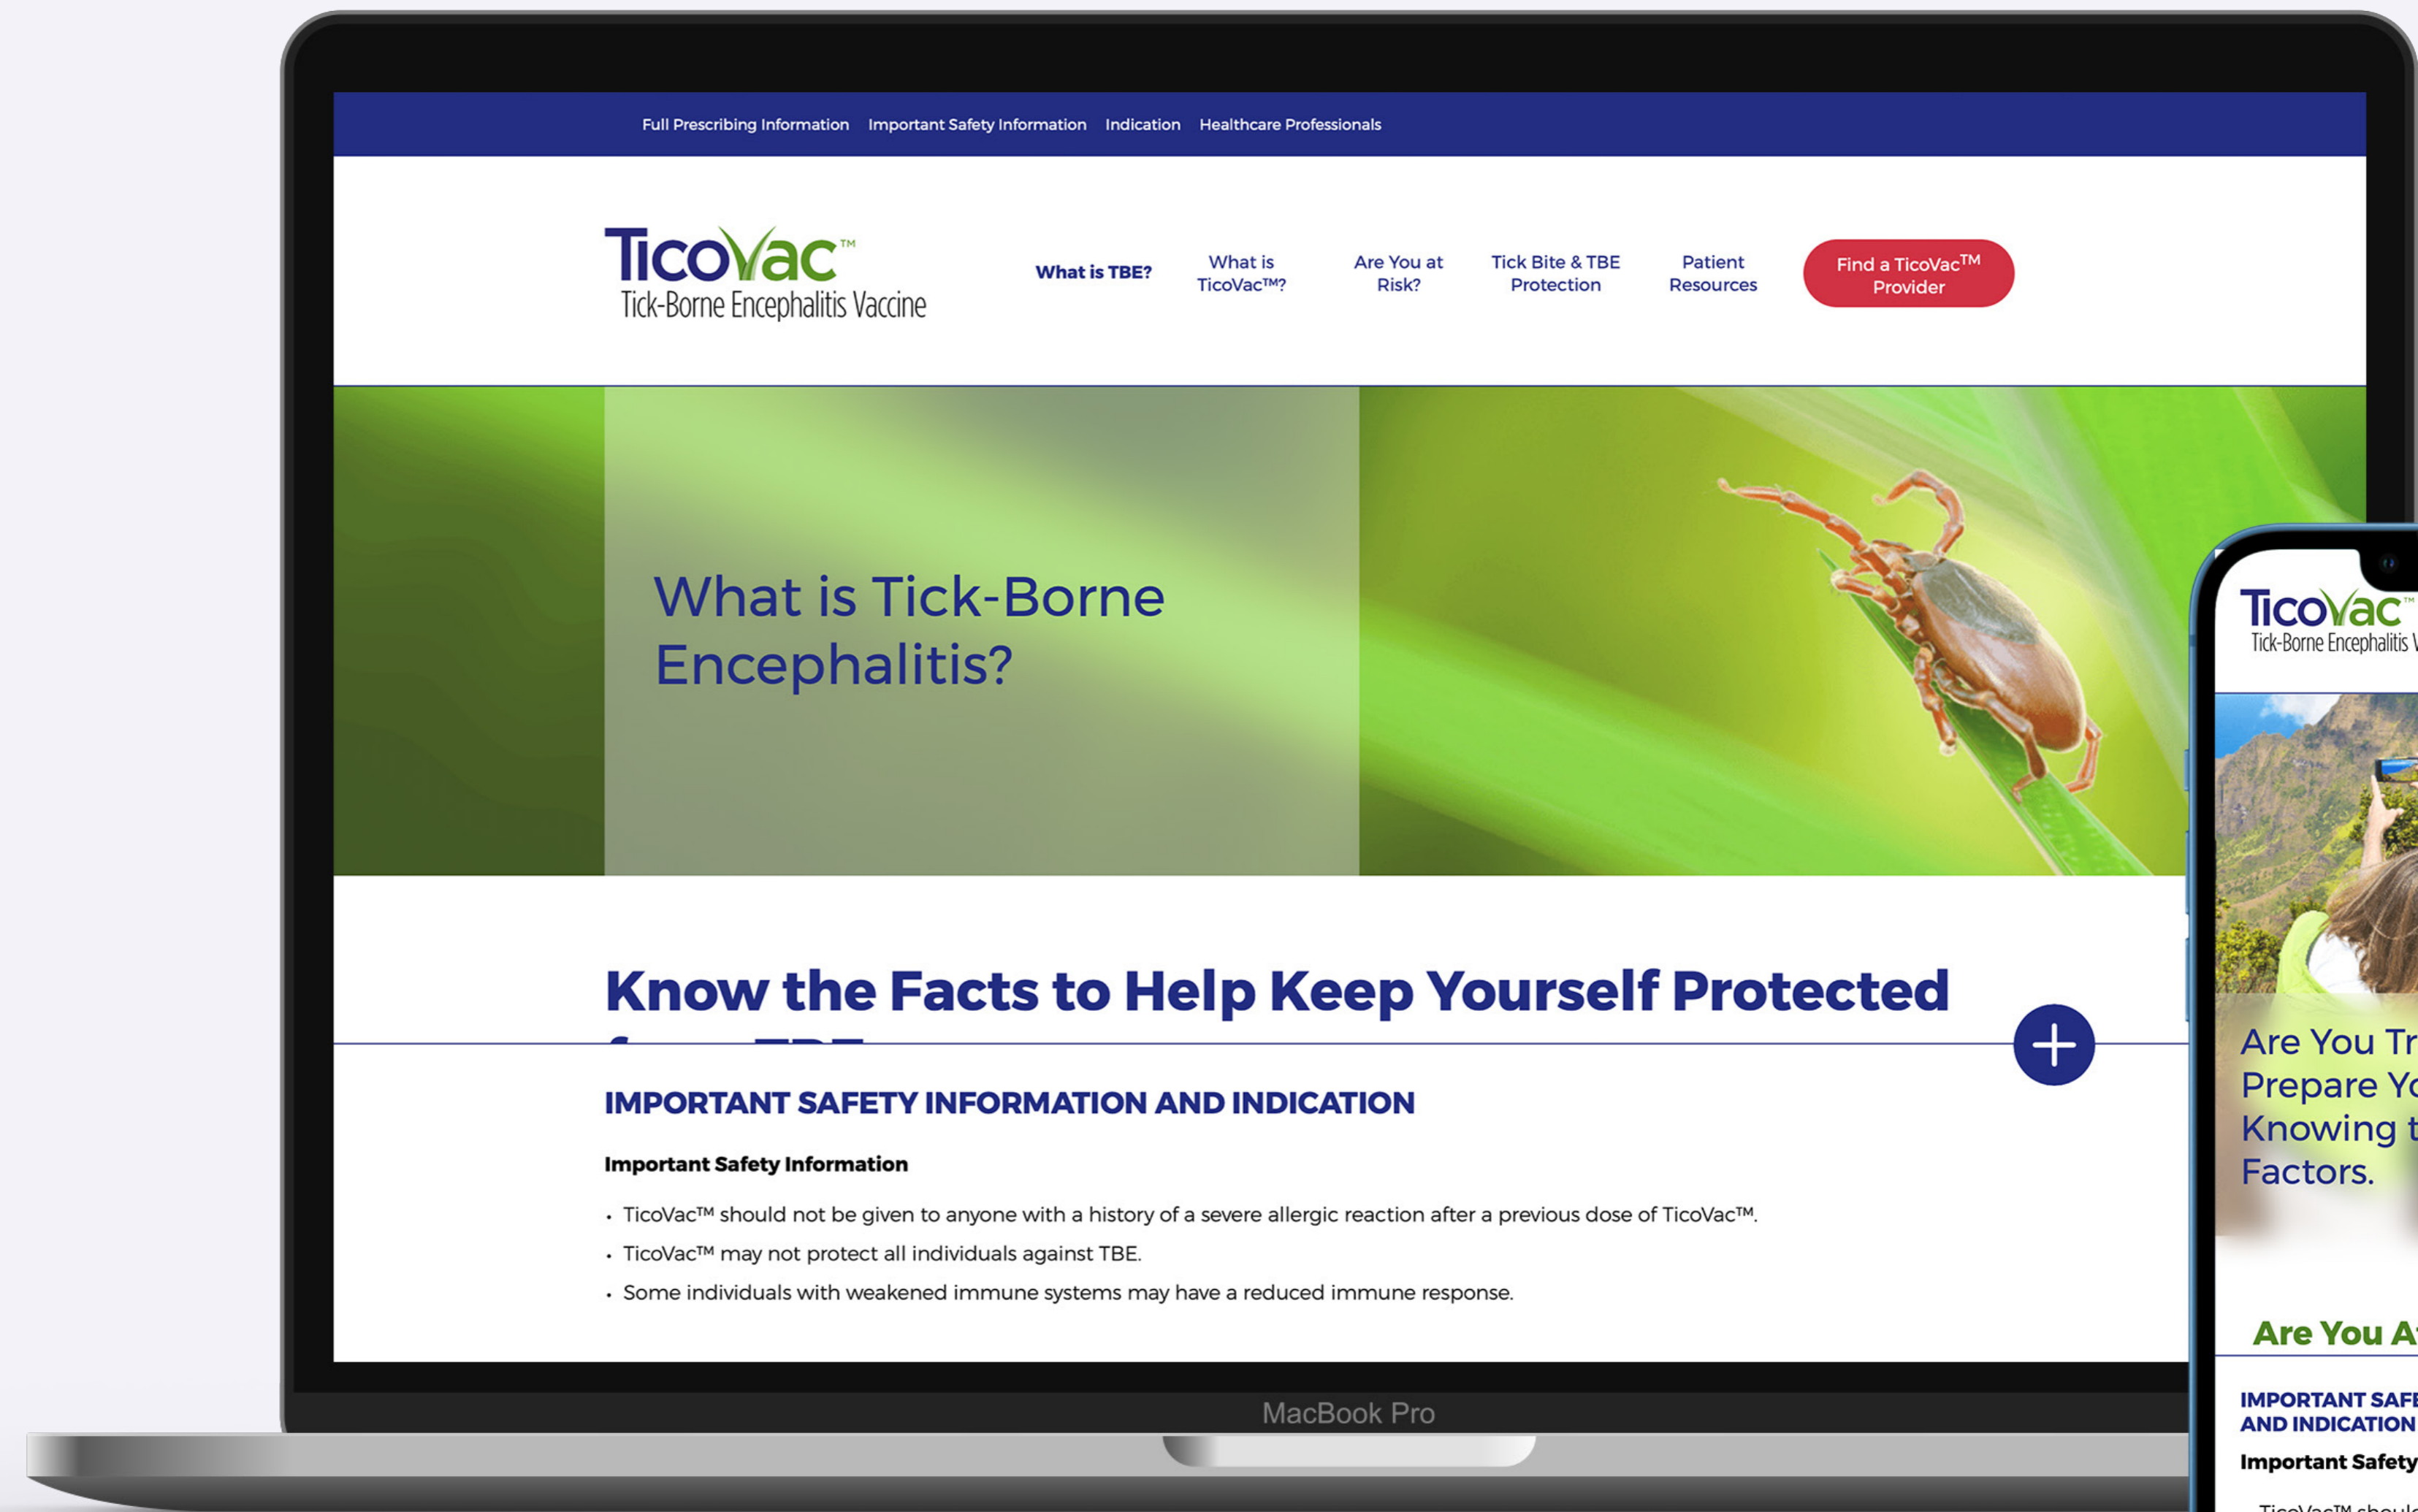 Full Prescribing Information Important Safety Information Indication Healthcare Professionals
TicoVac™
Tick-Borne Encephalitis Vaccine
What is TBE?
What is
TicoVac™?
Are You at
Risk?
Tick Bite & TBE
Protection
Patient
Resources
Find a TicoVac™
Provider
What is Tick-Borne
Encephalitis?
Know the Facts to Help Keep Yourself Protected
IMPORTANT SAFETY INFORMATION AND INDICATION
Important Safety Information
• TicoVac™ should not be given to anyone with a history of a severe allergic reaction after a previous dose of TicoVac™.
• TicoVac™ may not protect all individuals against TBE.
• Some individuals with weakened immune systems may have a reduced immune response.
MacBook Pro
TicoVac™
Tick-Borne Encephalitis
Are You
Prepare
Knowing
Factors.
Are You
IMPORTANT
AND INDICATION
Important Safety
TicoVac™